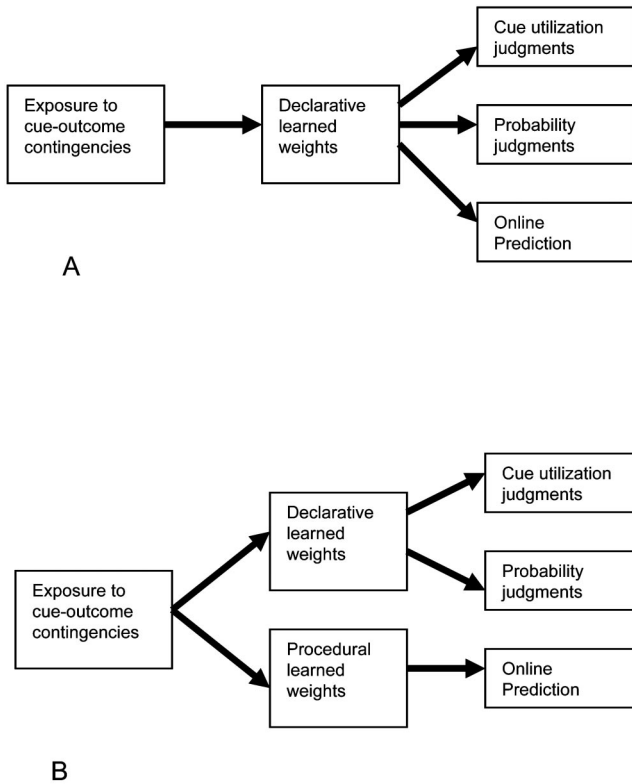 Cue utilization
judgments
Exposure to
cue-outcome
contingencies
Declarative
learned
weights
Probability
judgments
Online
Prediction
A
Cue utilization
judgments
Declarative
learned
weights
Exposure to
cue-outcome
contingencies
Probability
judgments
Procedural
learned
weights
Online
Prediction
B